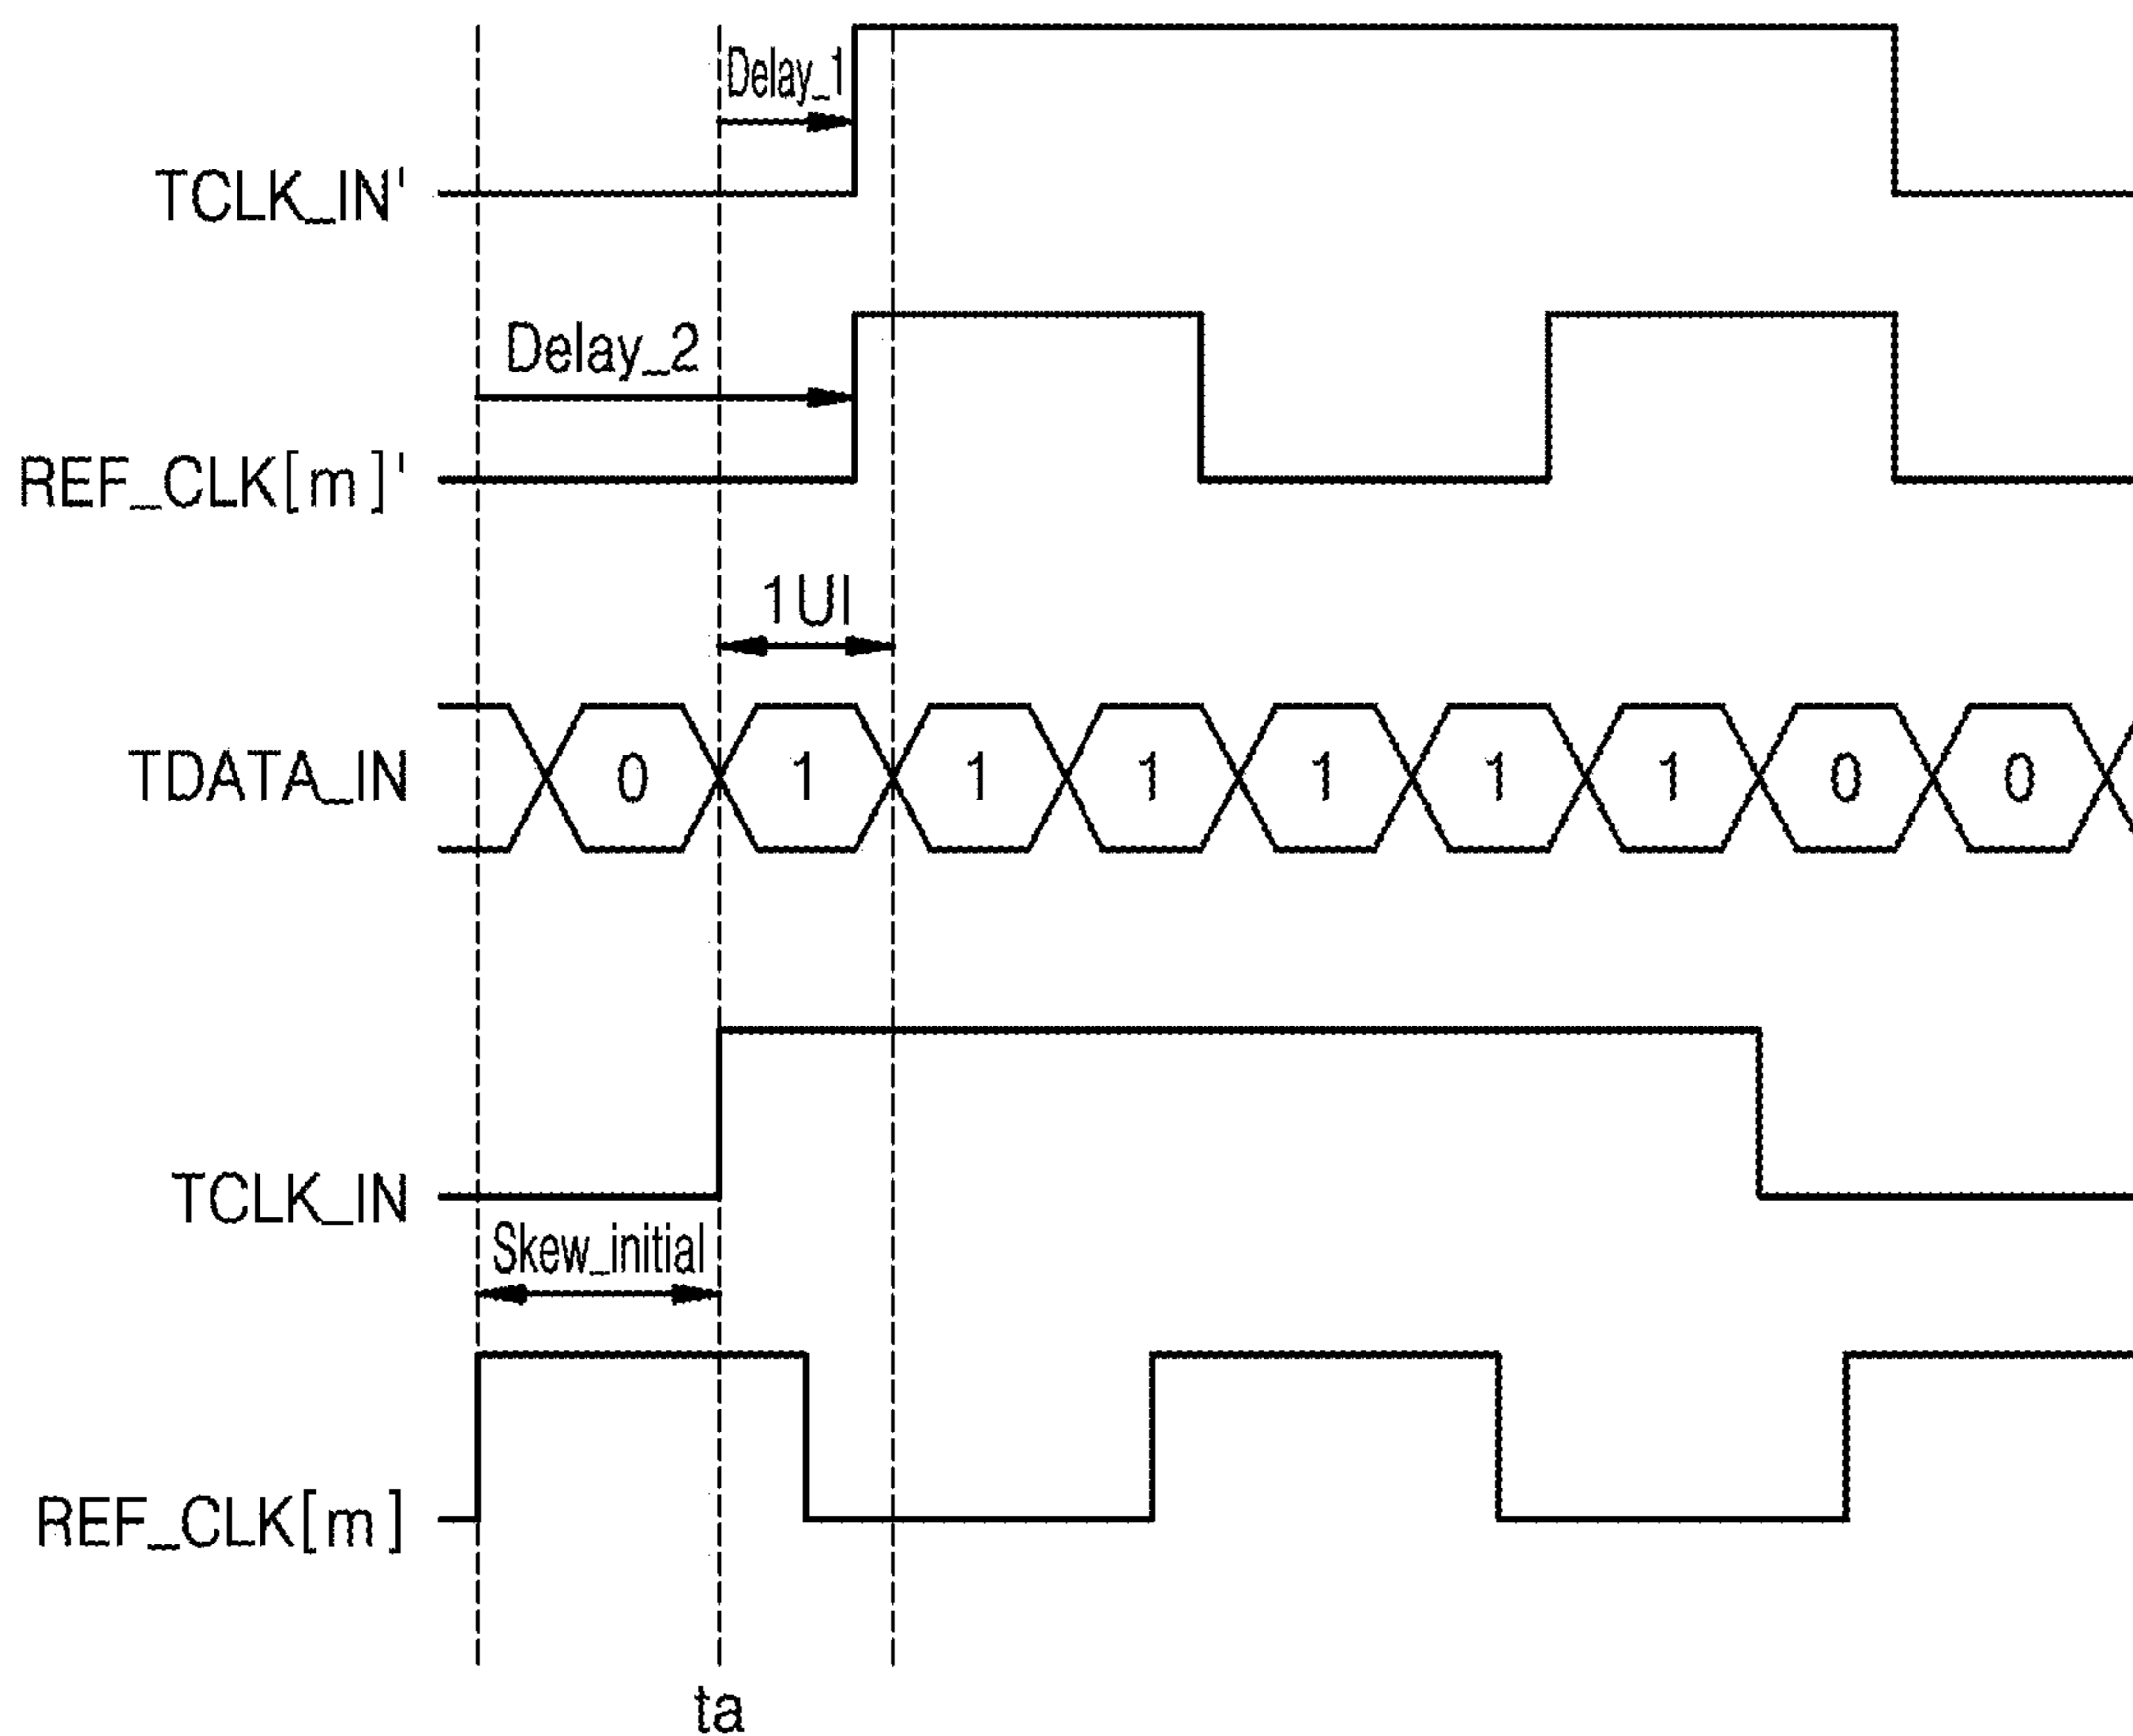 Delay_1
TCLK_IN'
Delay_2
REF_CLK[m]'
1UI
TDATA_IN 0 1 1 1 1 1 1 0 0
TCLK_IN
Skew_initial
REF_CLK[m]
ta